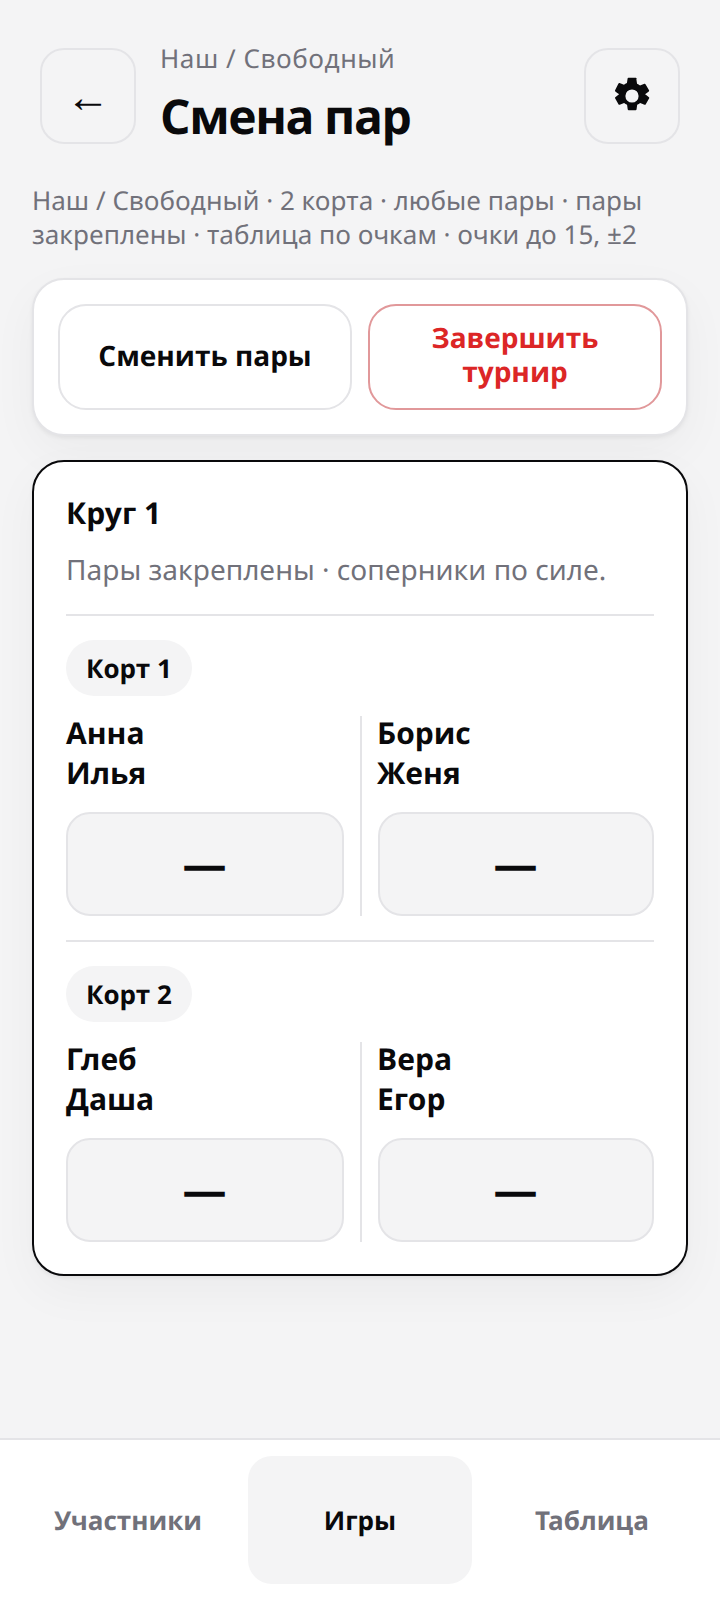 Наш / Свободный
Смена пар
Наш / Свободный · 2 корта · любые пары · пары
закреплены · таблица по очкам · очки до 15, ±2
Сменить пары
Завершить
турнир
Круг 1
Пары закреплены · соперники по силе.
Корт 1
Анна
Илья
Борис
Женя
—
—
Корт 2
Глеб
Даша
Вера
Егор
—
—
Участники
Игры
Таблица